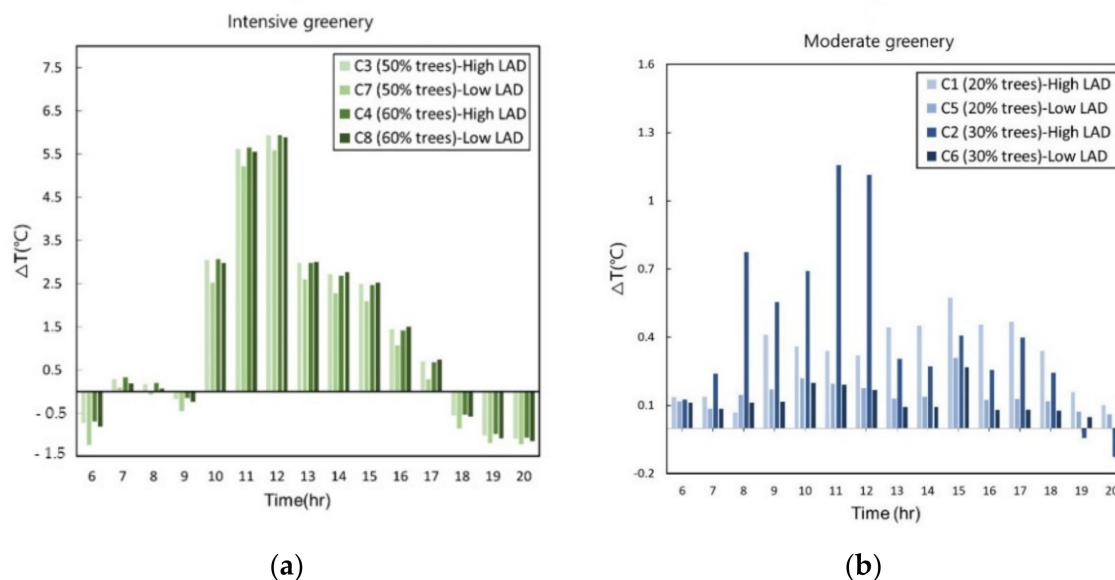 Intensive greenery
7.5
6.5
5.5
4.5
3.5
2.5
1.5
0.5
- 0.5
- 1.5
△T(℃)
C3 (50% trees)-High LAD
C7 (50% trees)-Low LAD
C4 (60% trees)-High LAD
C8 (60% trees)-Low LAD
6 7 8 9 10 11 12 13 14 15 16 17 18 19 20
Time(hr)
(a)
Moderate greenery
1.6
1.3
1
0.7
0.4
0.1
-0.2
△T(℃)
C1 (20% trees)-High LAD
C5 (20% trees)-Low LAD
C2 (30% trees)-High LAD
C6 (30% trees)-Low LAD
6 7 8 9 10 11 12 13 14 15 16 17 18 19 20
Time (hr)
(b)